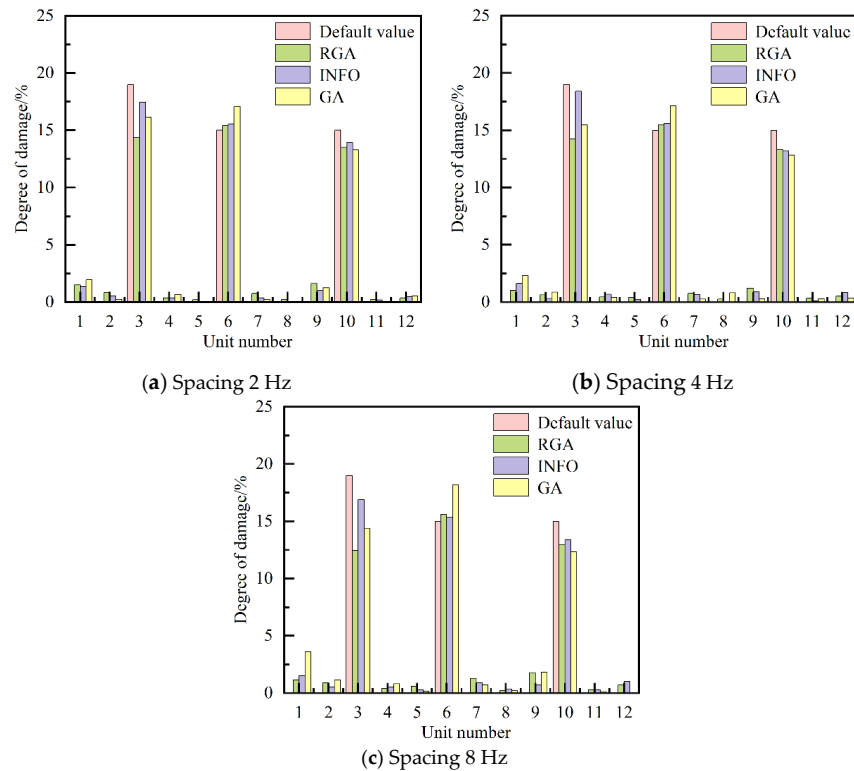 25
20
15
10
5
0
Degree of damage/%
Default value
RGA
INFO
GA
1 2 3 4 5 6 7 8 9 10 11 12
Unit number
(a) Spacing 2 Hz
25
20
15
10
5
0
Degree of damage/%
Default value
RGA
INFO
GA
1 2 3 4 5 6 7 8 9 10 11 12
Unit number
(b) Spacing 4 Hz
25
20
15
10
5
0
Degree of damage/%
Default value
RGA
INFO
GA
1 2 3 4 5 6 7 8 9 10 11 12
Unit number
(c) Spacing 8 Hz